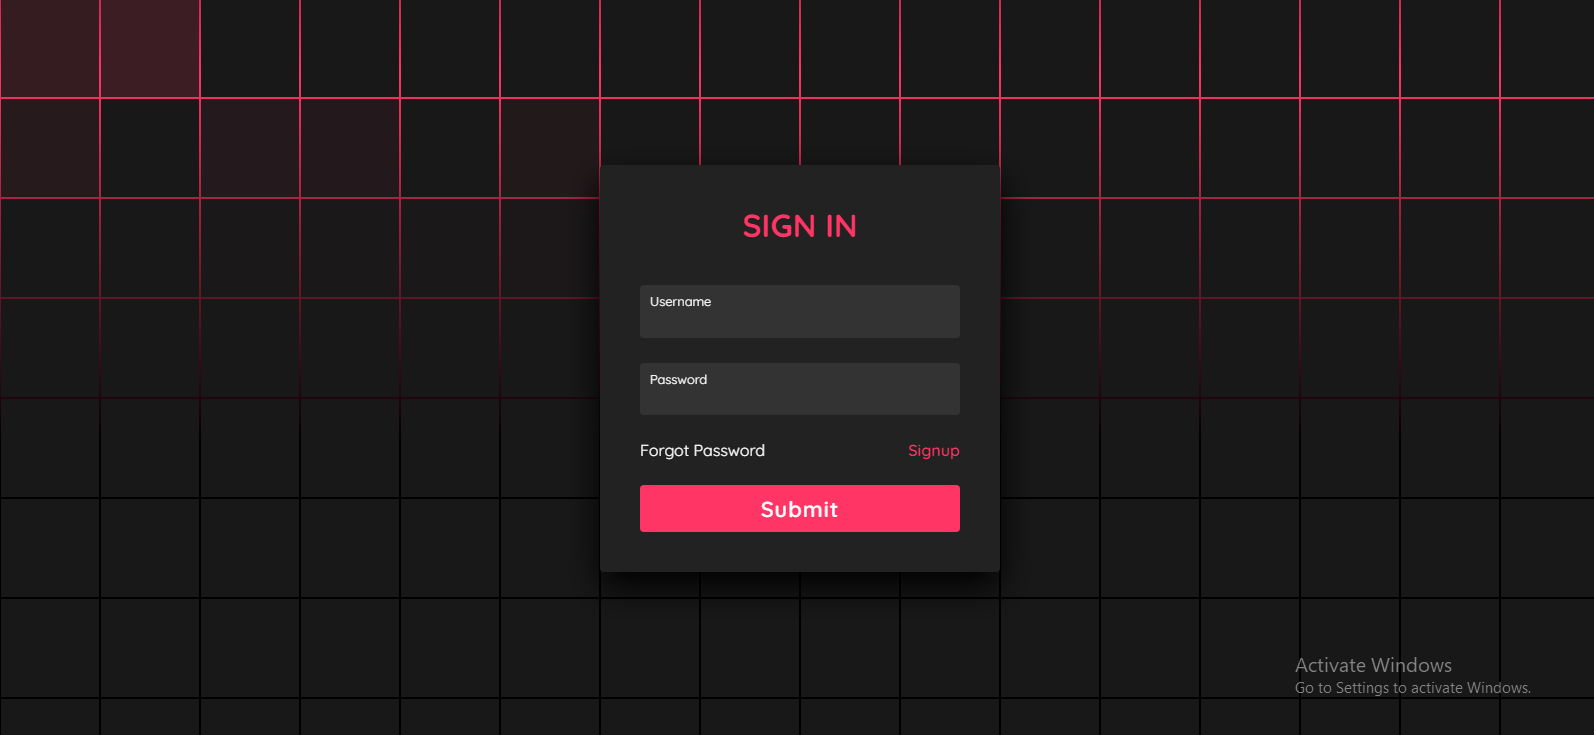 SIGN IN
Username
Password
Forgot Password Signup
Submit
Activate Windows
Go to Settings to activate Windows.